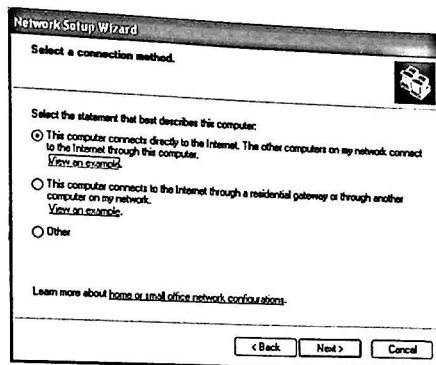 Network Setup Wizard
Select a connection method.
Select the statement that best describes this computer:
This computer connects directly to the Internet. The other computers on my network connect
to the Internet through this computer.
View an example.
This computer connects to the Internet through a residential gateway or through another
computer on my network.
View an example.
Other
Learn more about home or small office network configurations.
< Back
Next >
Cancel